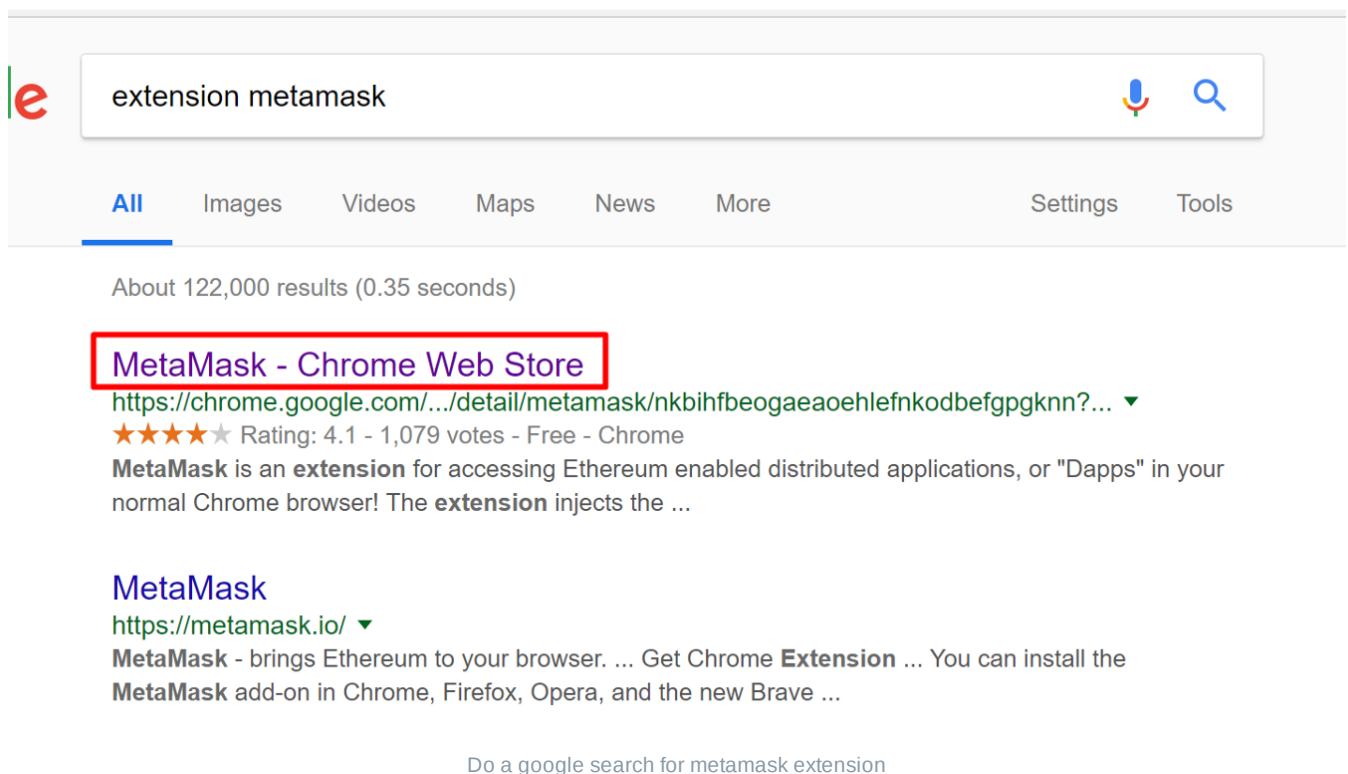 e
extension metamask
All Images Videos Maps News More Settings Tools
About 122,000 results (0.35 seconds)
MetaMask - Chrome Web Store
https://chrome.google.com/.../detail/metamask/nkbihfbeogaeaoehlefnkodbefgpgknn?...
Rating: 4.1 - 1,079 votes - Free - Chrome
MetaMask is an extension for accessing Ethereum enabled distributed applications, or "Dapps" in your
normal Chrome browser! The extension injects the ...
MetaMask
https://metamask.io/
MetaMask - brings Ethereum to your browser. ... Get Chrome Extension ... You can install the
MetaMask add-on in Chrome, Firefox, Opera, and the new Brave ...
Do a google search for metamask extension